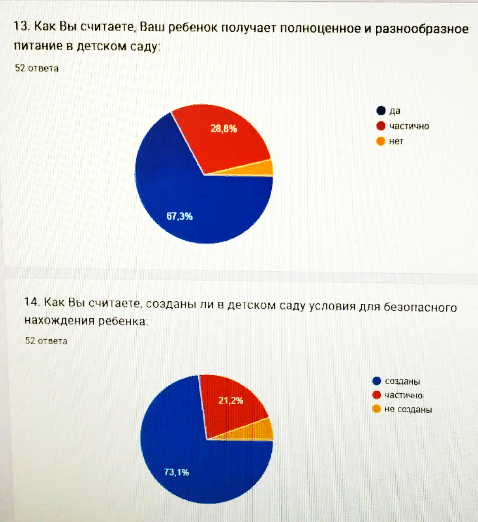 13. Как Вы считаете, Ваш ребенок получает полноценное и разнообразное
питание в детском саду:
52 ответа
28,8%
67,3%
да
частично
нет
14. Как Вы считаете, созданы ли в детском саду условия для безопасного
нахождения ребенка:
52 ответа
21,2%
73,1%
созданы
частично
не созданы